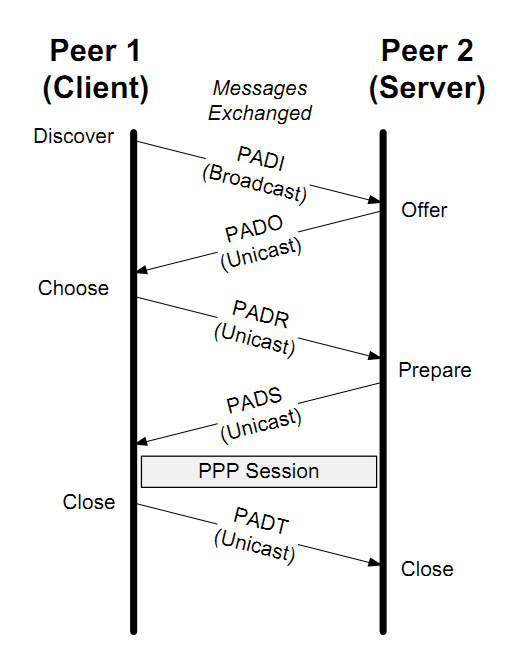 Peer 1
(Client)
Peer 2
(Server)
Messages
Exchanged
Discover
PADI
(Broadcast)
Offer
PADO
(Unicast)
Choose
PADR
(Unicast)
Prepare
PADS
(Unicast)
PPP Session
Close
PADT
(Unicast)
Close